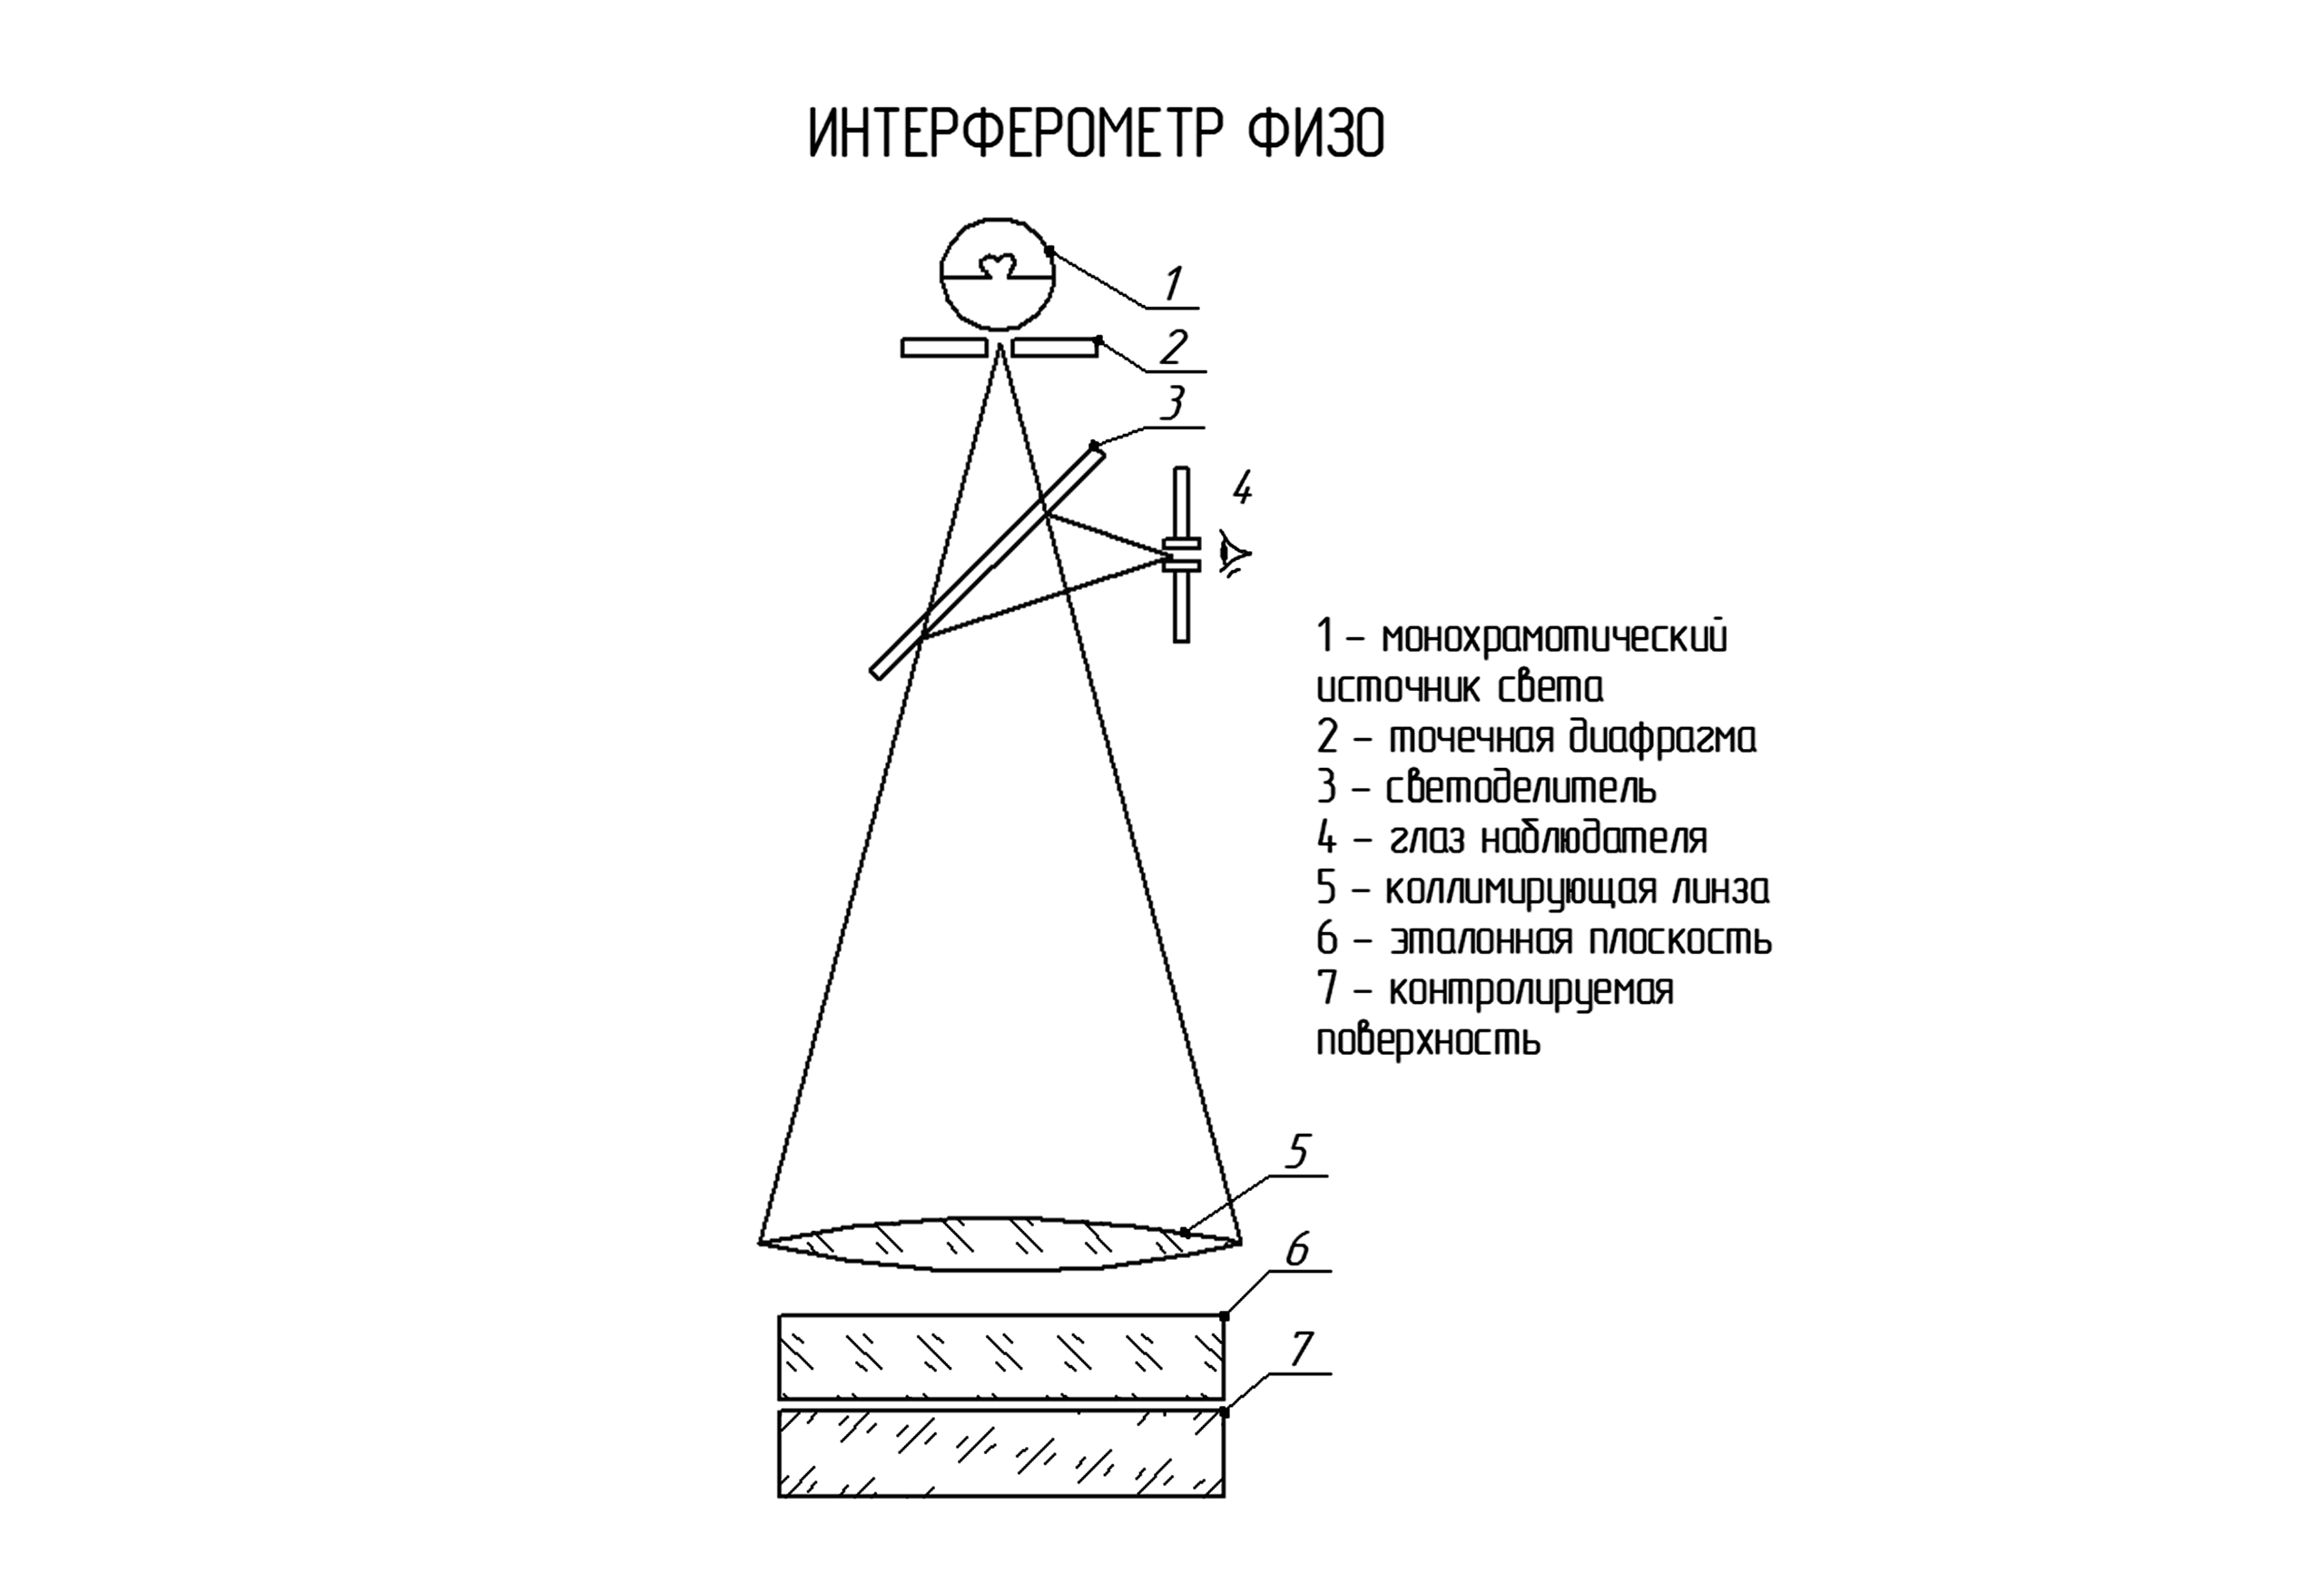 ИНТЕРФЕРОМЕТР ФИЗО
1
2
3
4
1 – монохрамотический
источник света
2 – точечная диафрагма
3 – светоделитель
4 – глаз наблюдателя
5 – коллимирующая линза
6 – эталонная плоскость
7 – контролируемая
поверхность
5
6
7